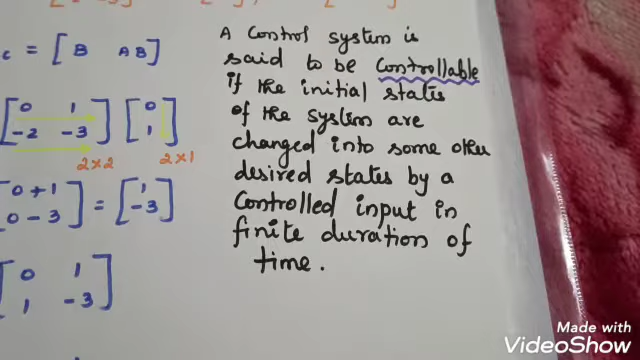 c = [ B AB ]
[ 0 1
-2 -3 ] [ 0
1 ]
2×2 2×1
[ 0+1
0-3 ] = [ 1
-3 ]
[ 0 1
1 -3 ]
A control system is
said to be Controllable
if the initial states
of the system are
changed into some other
desired states by a
Controlled input in
finite duration of
time.
Made with
VideoShow